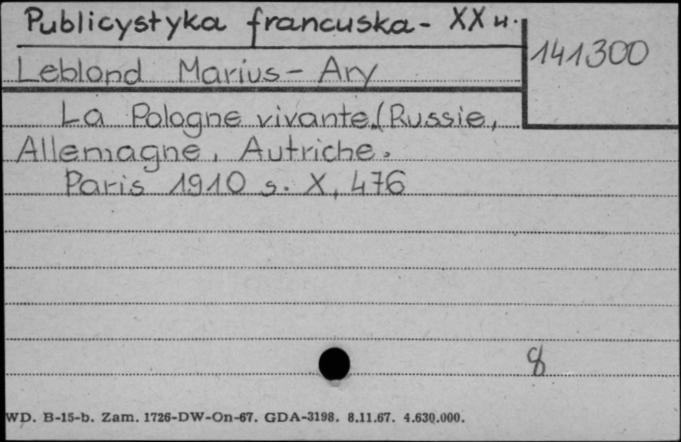 Publicystyka francuska - XX w.
141300
Leblond Marius - Ary
La Pologne vivante. (Russie,
Allemagne, Autriche.
Paris 1910 s. X, 476
8
WD. B-15-b. Zam. 1726-DW-On-67. GDA-3198. 8.11.67. 4.630.000.